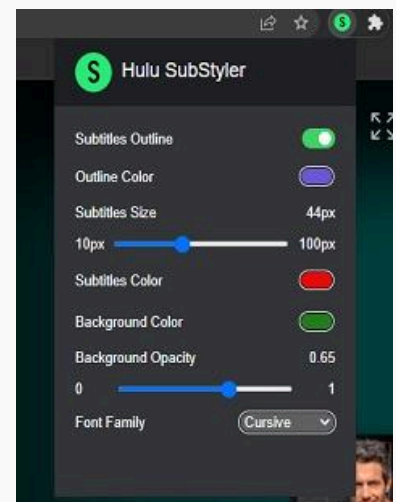 S
S Hulu SubStyler
Subtitles Outline
Outline Color
Subtitles Size 44px
10px 100px
Subtitles Color
Background Color
Background Opacity 0.65
0 1
Font Family Cursive